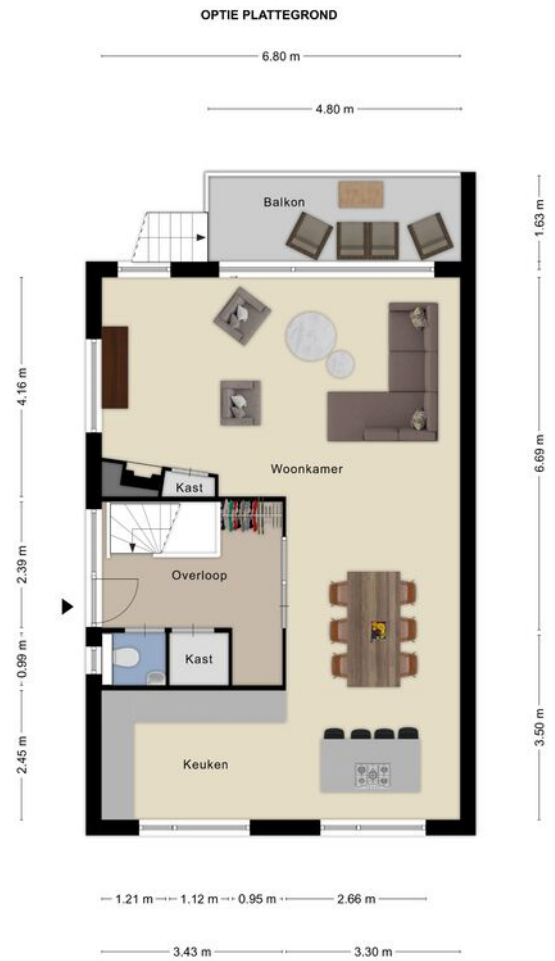 OPTIE PLATTEGROND
6.80 m
4.80 m
Balkon
1.63 m
4.16 m
6.69 m
Woonkamer
Kast
2.39 m
Overloop
0.99 m
Kast
3.50 m
2.45 m
Keuken
1.21 m
1.12 m
0.95 m
2.66 m
3.43 m
3.30 m